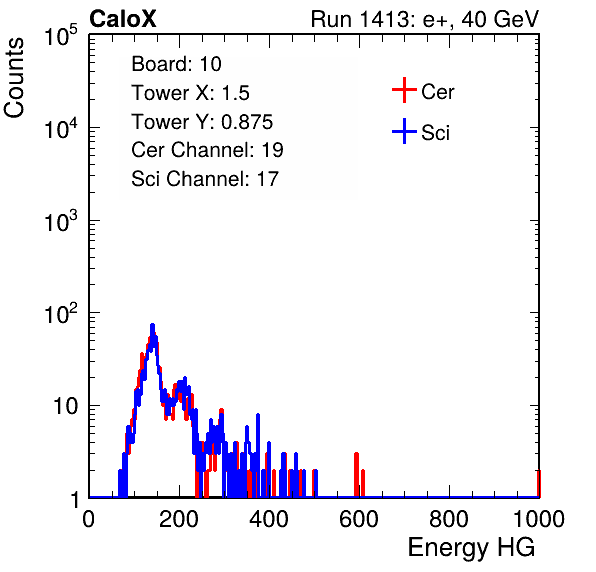 CaloX Run 1413: e+, 40 GeV
Counts
10^5
10^4
10^3
10^2
10
1
Board: 10
Tower X: 1.5
Tower Y: 0.875
Cer Channel: 19
Sci Channel: 17
Cer
Sci
0 200 400 600 800 1000
Energy HG